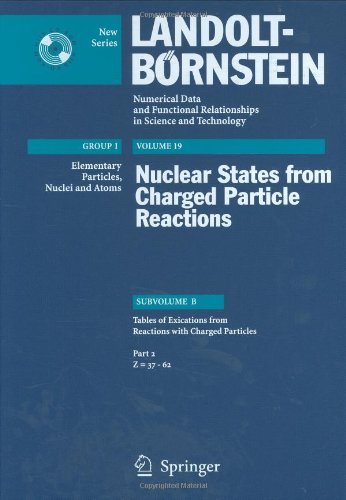 New
Series
LANDOLT-
BÖRNSTEIN
Numerical Data
and Functional Relationships
in Science and Technology
GROUP I
VOLUME 19
Elementary
Particles,
Nuclei and Atoms
Nuclear States from
Charged Particle
Reactions
SUBVOLUME B
Tables of Exications from
Reactions with Charged Particles
Part 2
Z = 37 - 62
Springer